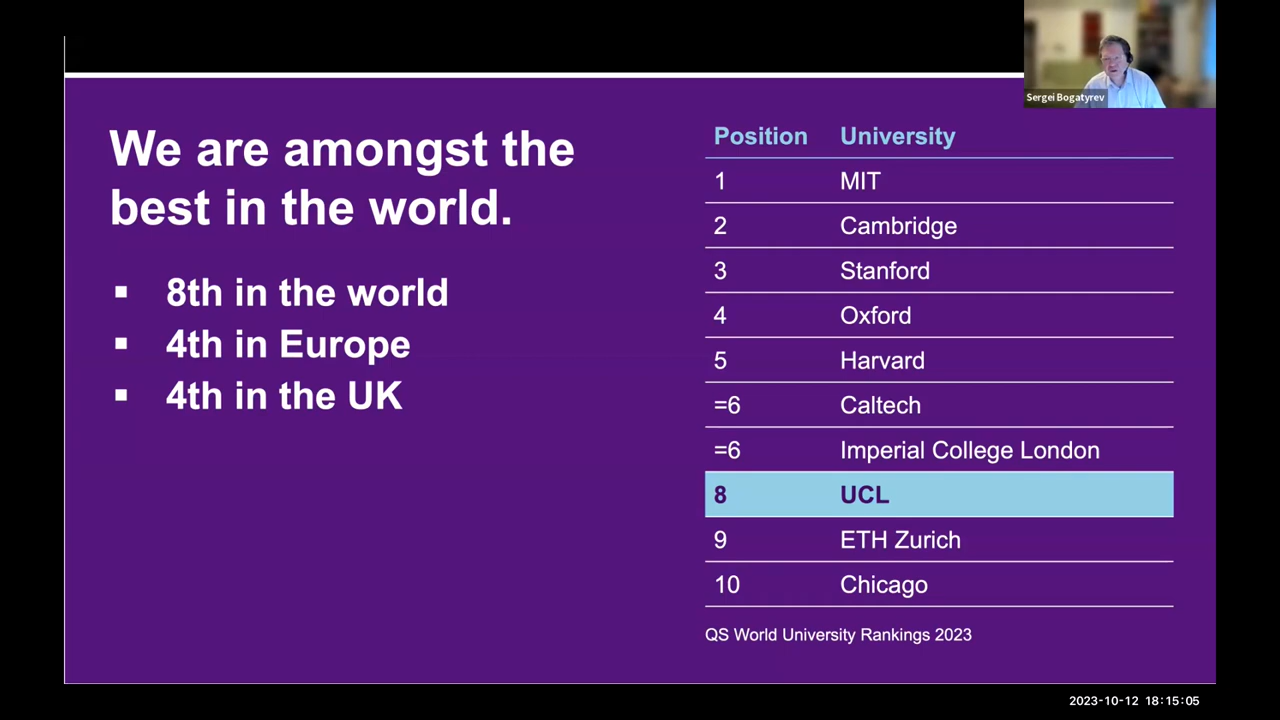 Sergei Bogatyrev
We are amongst the
best in the world.
▪ 8th in the world
▪ 4th in Europe
▪ 4th in the UK
Position University
1 MIT
2 Cambridge
3 Stanford
4 Oxford
5 Harvard
=6 Caltech
=6 Imperial College London
8 UCL
9 ETH Zurich
10 Chicago
QS World University Rankings 2023
2023-10-12 18:15:05